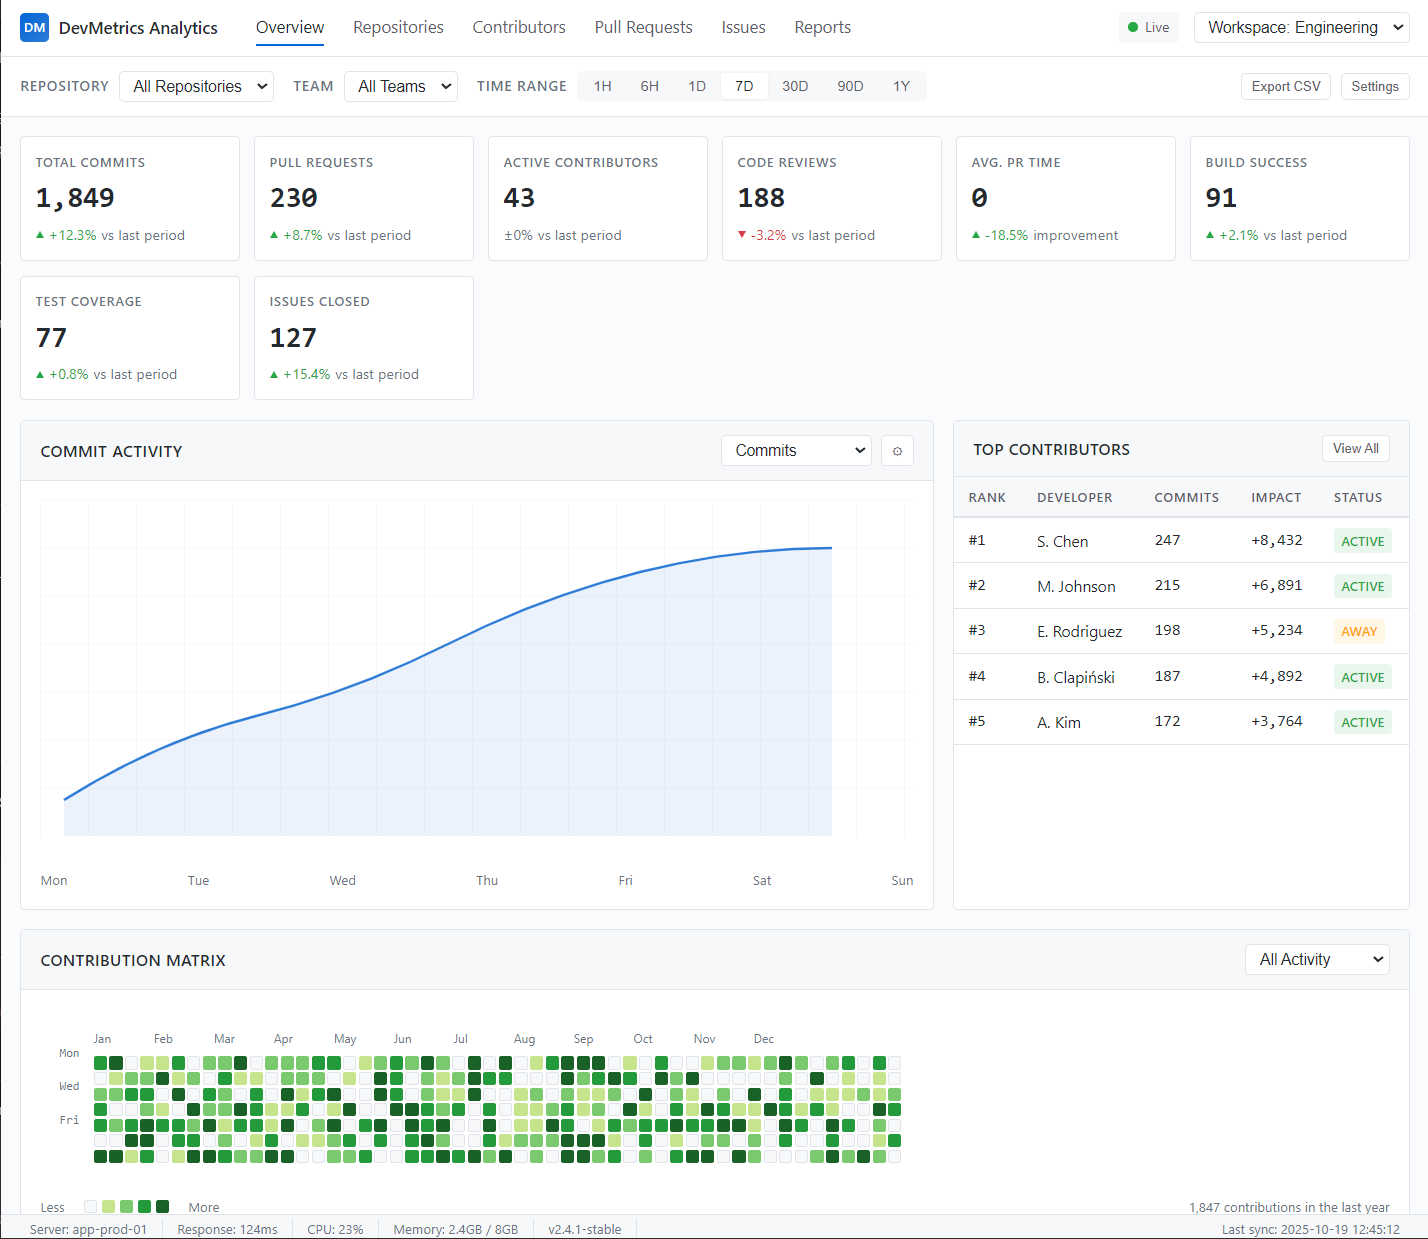 DM DevMetrics Analytics Overview Repositories Contributors Pull Requests Issues Reports Live Workspace: Engineering
REPOSITORY All Repositories TEAM All Teams TIME RANGE 1H 6H 1D 7D 30D 90D 1Y Export CSV Settings
TOTAL COMMITS
1,849
▲ +12.3% vs last period
PULL REQUESTS
230
▲ +8.7% vs last period
ACTIVE CONTRIBUTORS
43
±0% vs last period
CODE REVIEWS
188
▼ -3.2% vs last period
AVG. PR TIME
0
▲ -18.5% improvement
BUILD SUCCESS
91
▲ +2.1% vs last period
TEST COVERAGE
77
▲ +0.8% vs last period
ISSUES CLOSED
127
▲ +15.4% vs last period
COMMIT ACTIVITY Commits
Mon Tue Wed Thu Fri Sat Sun
TOP CONTRIBUTORS View All
RANK DEVELOPER COMMITS IMPACT STATUS
#1 S. Chen 247 +8,432 ACTIVE
#2 M. Johnson 215 +6,891 ACTIVE
#3 E. Rodriguez 198 +5,234 AWAY
#4 B. Clapiński 187 +4,892 ACTIVE
#5 A. Kim 172 +3,764 ACTIVE
CONTRIBUTION MATRIX All Activity
Jan Feb Mar Apr May Jun Jul Aug Sep Oct Nov Dec
Mon
Wed
Fri
Less More 1,847 contributions in the last year
Server: app-prod-01 Response: 124ms CPU: 23% Memory: 2.4GB / 8GB v2.4.1-stable Last sync: 2025-10-19 12:45:12